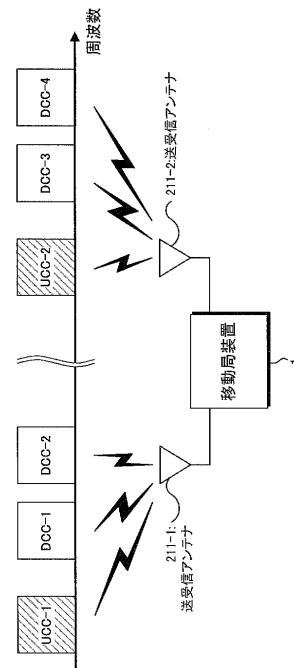 UCC-1
DCC-1
DCC-2
UCC-2
DCC-3
DCC-4
周波数
211-1:
送受信アンテナ
211-2:送受信アンテナ
移動局装置
1